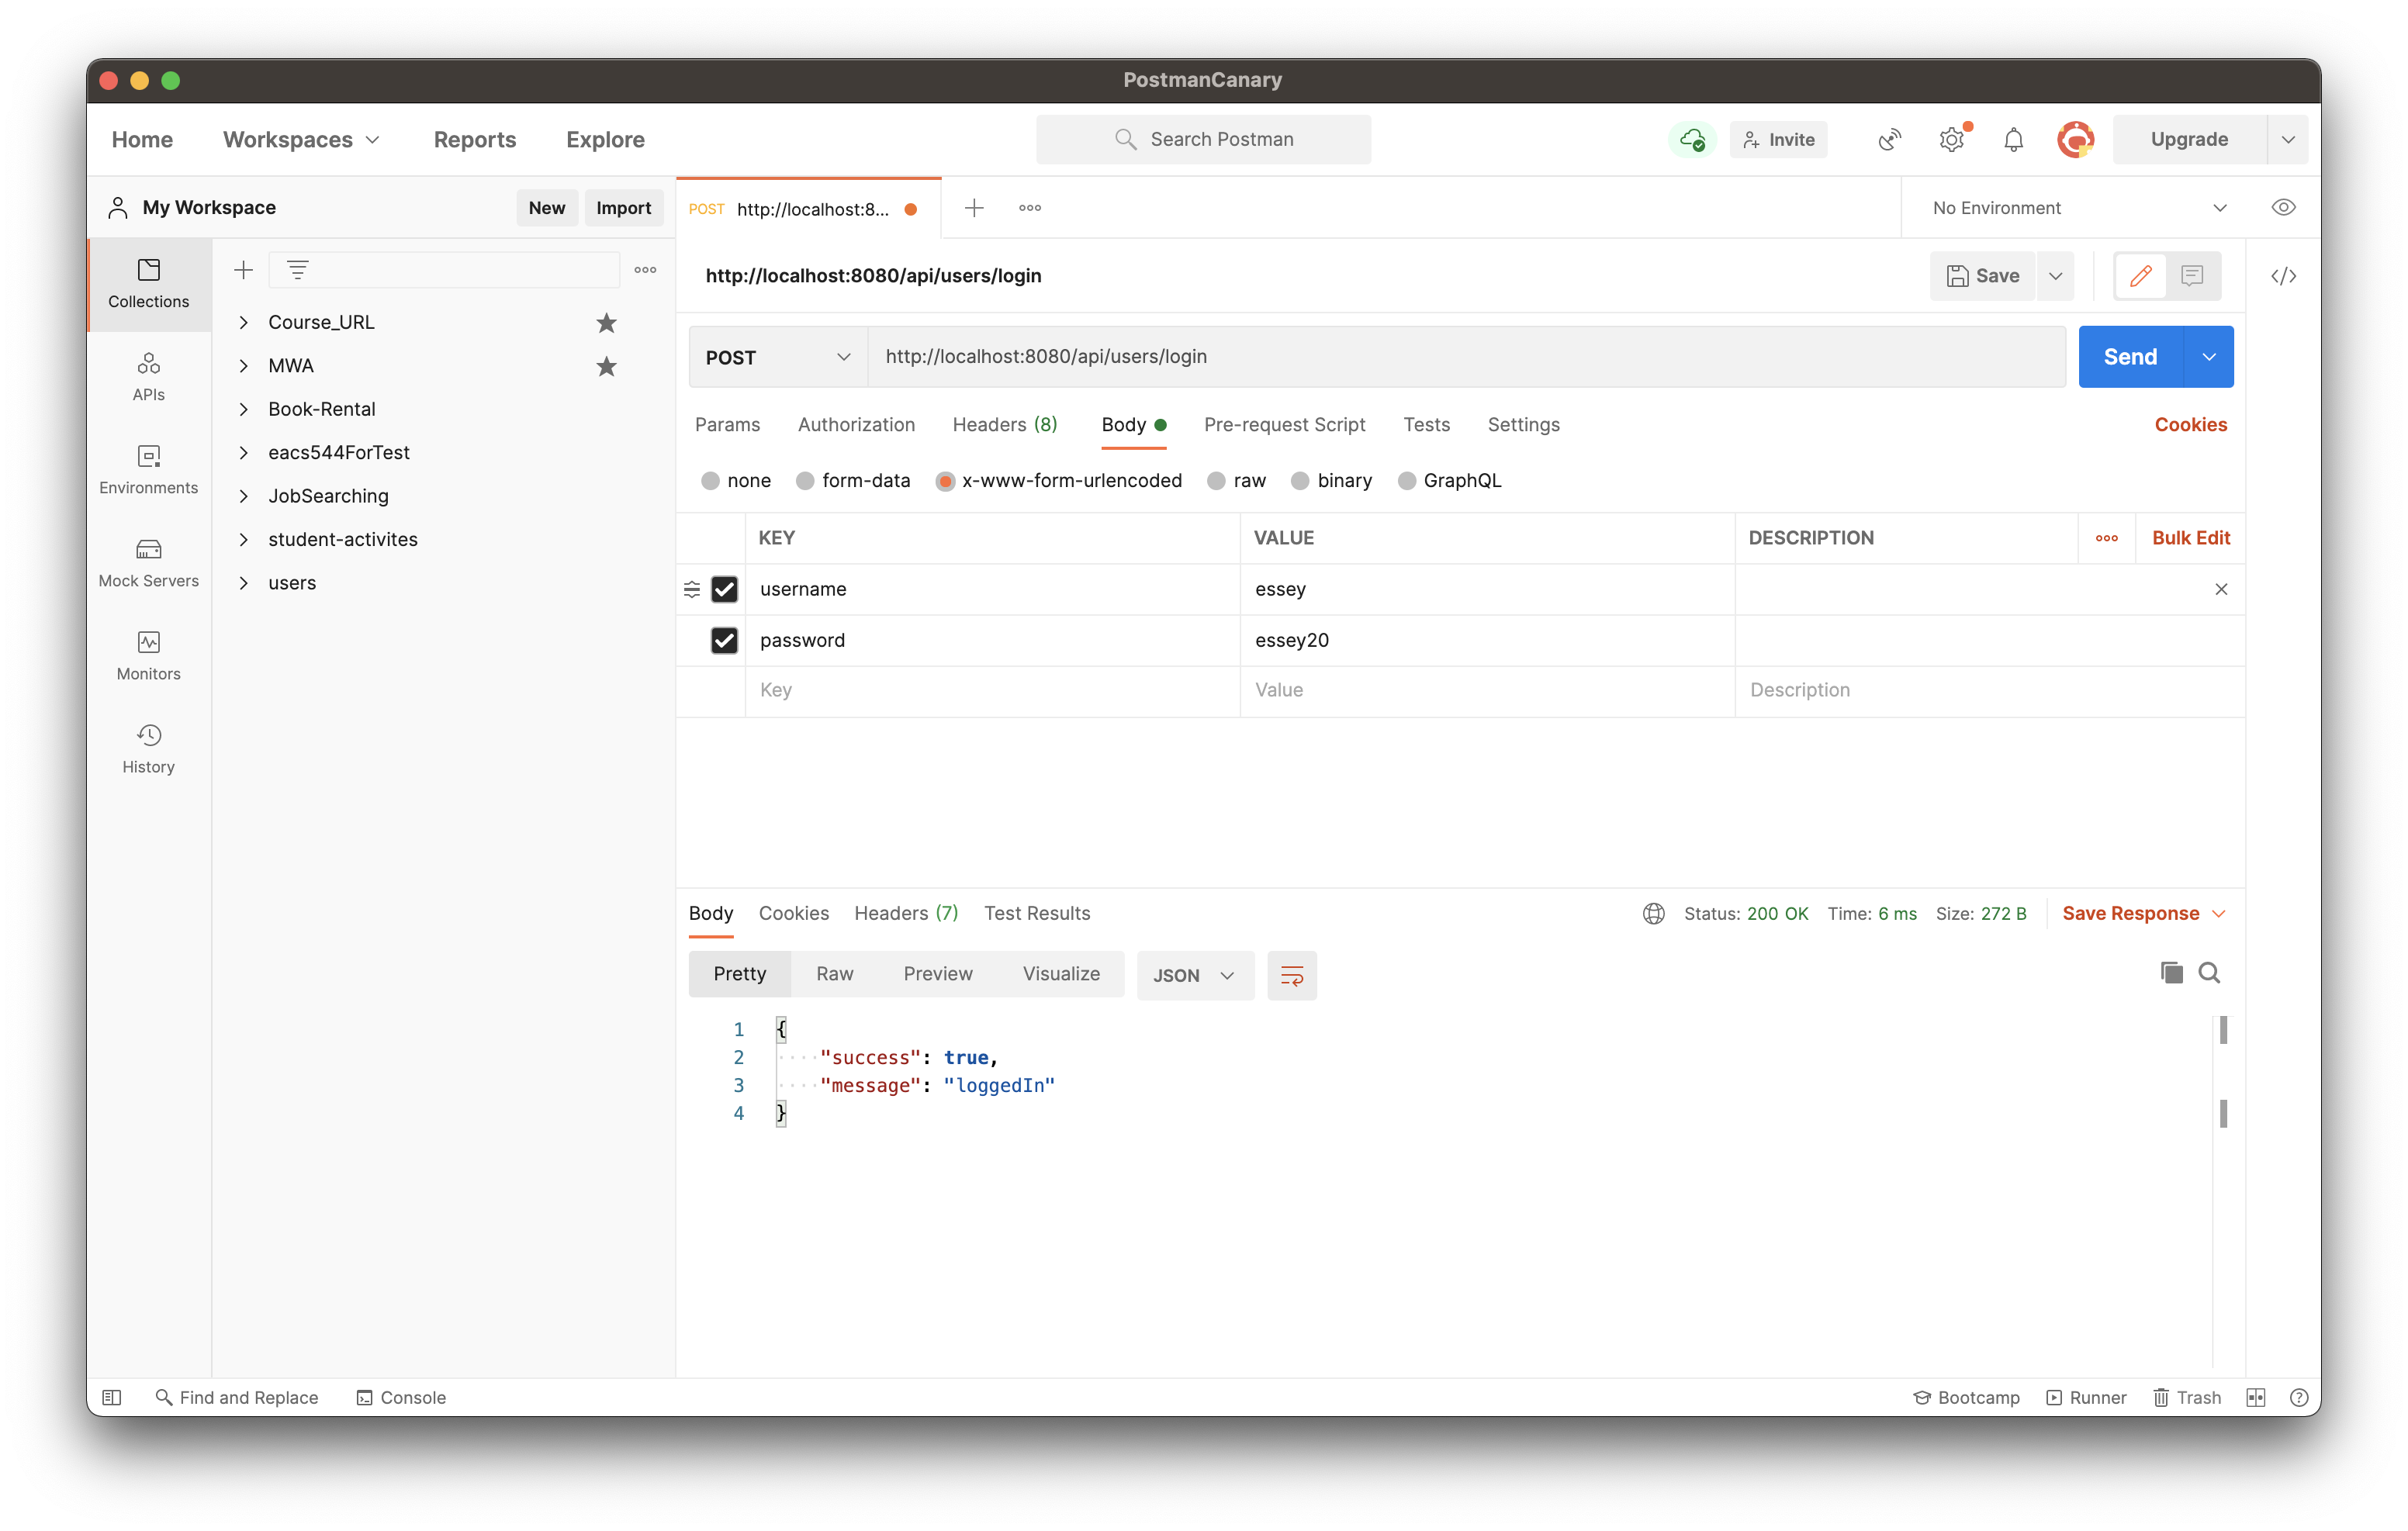 PostmanCanary
Home Workspaces Reports Explore Search Postman Invite Upgrade
My Workspace New Import POST http://localhost:8... No Environment
http://localhost:8080/api/users/login Save
Collections
APIs
Environments
Mock Servers
Monitors
History
Course_URL
MWA
Book-Rental
eacs544ForTest
JobSearching
student-activites
users
POST http://localhost:8080/api/users/login Send
Params Authorization Headers (8) Body Pre-request Script Tests Settings Cookies
none form-data x-www-form-urlencoded raw binary GraphQL
KEY VALUE DESCRIPTION Bulk Edit
username essey
password essey20
Key Value Description
Body Cookies Headers (7) Test Results Status: 200 OK Time: 6 ms Size: 272 B Save Response
Pretty Raw Preview Visualize JSON
1 {
2 "success": true,
3 "message": "loggedIn"
4 }
Find and Replace Console Bootcamp Runner Trash